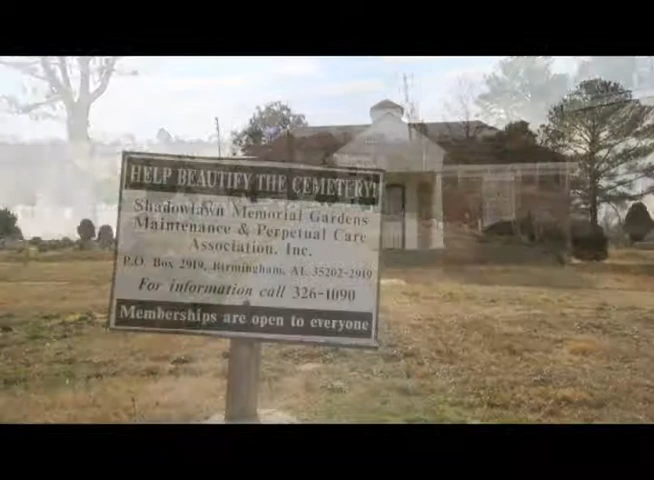 HELP BEAUTIFY THE CEMETERY!
Shadowlawn Memorial Gardens
Maintenance & Perpetual Care
Association, Inc.
P.O. Box 2919, Birmingham, AL 35202-2919
For information call 326-1090
Memberships are open to everyone